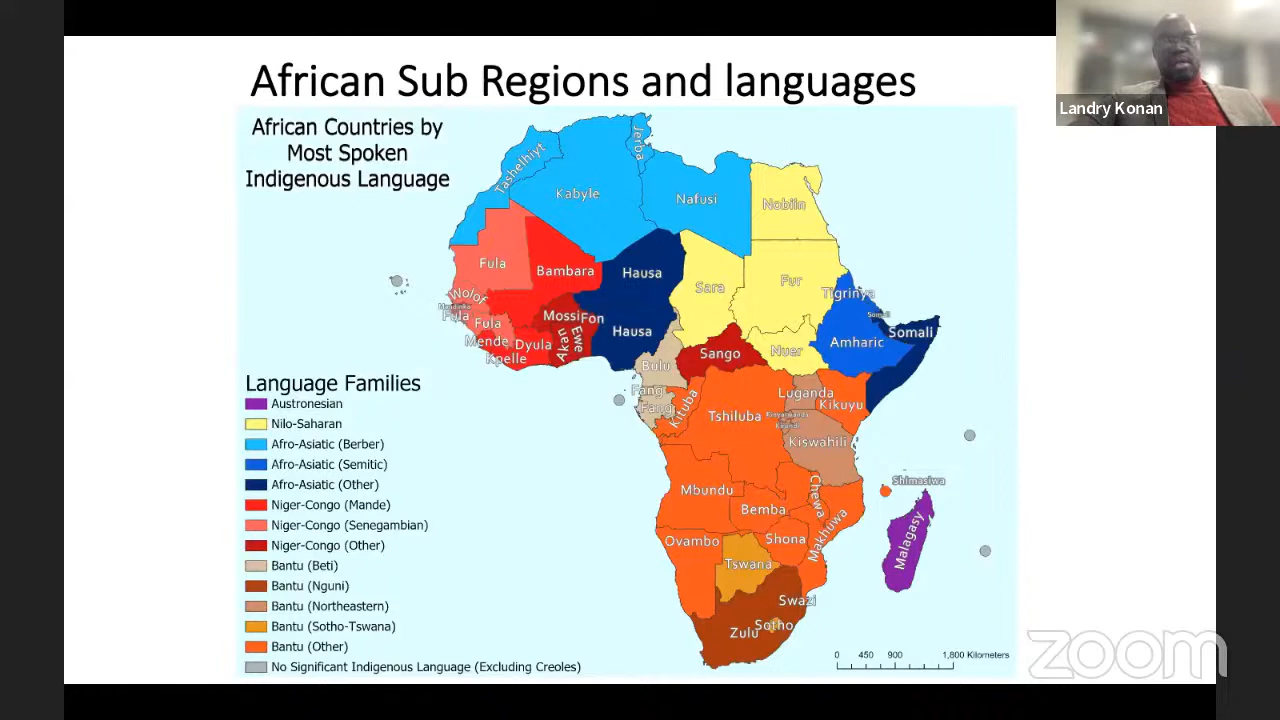 African Sub Regions and languages
Landry Konan
African Countries by
Most Spoken
Indigenous Language
Tashelhiyt
Jerba
Kabyle
Nafusi
Nobiin
Fula
Bambara
Hausa
Sara
Fur
Tigrinya
Wolof
Mandinka
Fula
Fula
Mossi
Fon
Hausa
Somali
Somali
Mende
Dyula
Akan
Ewe
Amharic
Kpelle
Sango
Nuer
Bulu
Fang
Fang
Kituba
Tshiluba
Luganda
Kikuyu
Kinyarwanda
Kirundi
Kiswahili
Mbundu
Bemba
Chewa
Makhuwa
Shimasiwa
Malagasy
Ovambo
Shona
Tswana
Swazi
Sotho
Zulu
Language Families
Austronesian
Nilo-Saharan
Afro-Asiatic (Berber)
Afro-Asiatic (Semitic)
Afro-Asiatic (Other)
Niger-Congo (Mande)
Niger-Congo (Senegambian)
Niger-Congo (Other)
Bantu (Beti)
Bantu (Nguni)
Bantu (Northeastern)
Bantu (Sotho-Tswana)
Bantu (Other)
No Significant Indigenous Language (Excluding Creoles)
0 450 900 1,800 Kilometers
zoom